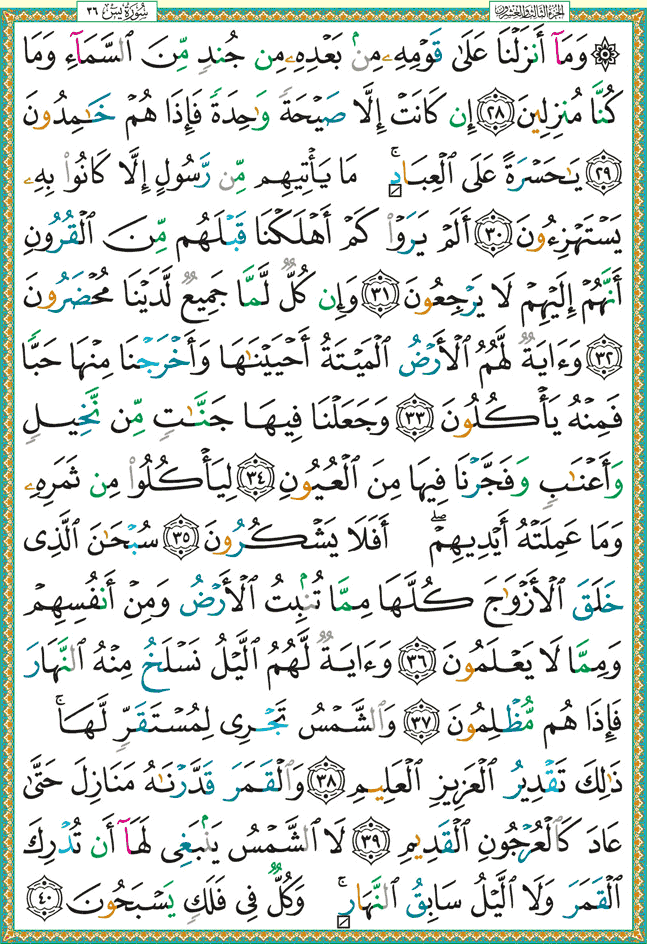 الجزء الثالث والعشرون سورة يس ٣٦
۞ وَمَآ أَنزَلْنَا عَلَىٰ قَوْمِهِۦ مِنۢ بَعْدِهِۦ مِن جُندٍ مِّنَ ٱلسَّمَآءِ وَمَا
كُنَّا مُنزِلِينَ ٢٨ إِن كَانَتْ إِلَّا صَيْحَةً وَٰحِدَةً فَإِذَا هُمْ خَـٰمِدُونَ
٢٩ يَـٰحَسْرَةً عَلَى ٱلْعِبَادِ ۚ مَا يَأْتِيهِم مِّن رَّسُولٍ إِلَّا كَانُوا۟ بِهِۦ
يَسْتَهْزِءُونَ ٣٠ أَلَمْ يَرَوْا۟ كَمْ أَهْلَكْنَا قَبْلَهُم مِّنَ ٱلْقُرُونِ
أَنَّهُمْ إِلَيْهِمْ لَا يَرْجِعُونَ ٣١ وَإِن كُلٌّ لَّمَّا جَمِيعٌ لَّدَيْنَا مُحْضَرُونَ
٣٢ وَءَايَةٌ لَّهُمُ ٱلْأَرْضُ ٱلْمَيْتَةُ أَحْيَيْنَـٰهَا وَأَخْرَجْنَا مِنْهَا حَبًّا
فَمِنْهُ يَأْكُلُونَ ٣٣ وَجَعَلْنَا فِيهَا جَنَّـٰتٍ مِّن نَّخِيلٍ
وَأَعْنَـٰبٍ وَفَجَّرْنَا فِيهَا مِنَ ٱلْعُيُونِ ٣٤ لِيَأْكُلُوا۟ مِن ثَمَرِهِۦ
وَمَا عَمِلَتْهُ أَيْدِيهِمْ ۖ أَفَلَا يَشْكُرُونَ ٣٥ سُبْحَـٰنَ ٱلَّذِى
خَلَقَ ٱلْأَزْوَٰجَ كُلَّهَا مِمَّا تُنۢبِتُ ٱلْأَرْضُ وَمِنْ أَنفُسِهِمْ
وَمِمَّا لَا يَعْلَمُونَ ٣٦ وَءَايَةٌ لَّهُمُ ٱلَّيْلُ نَسْلَخُ مِنْهُ ٱلنَّهَارَ
فَإِذَا هُم مُّظْلِمُونَ ٣٧ وَٱلشَّمْسُ تَجْرِى لِمُسْتَقَرٍّ لَّهَا ۚ
ذَٰلِكَ تَقْدِيرُ ٱلْعَزِيزِ ٱلْعَلِيمِ ٣٨ وَٱلْقَمَرَ قَدَّرْنَـٰهُ مَنَازِلَ حَتَّىٰ
عَادَ كَٱلْعُرْجُونِ ٱلْقَدِيمِ ٣٩ لَا ٱلشَّمْسُ يَنۢبَغِى لَهَآ أَن تُدْرِكَ
ٱلْقَمَرَ وَلَا ٱلَّيْلُ سَابِقُ ٱلنَّهَارِ ۚ وَكُلٌّ فِى فَلَكٍ يَسْبَحُونَ ٤٠